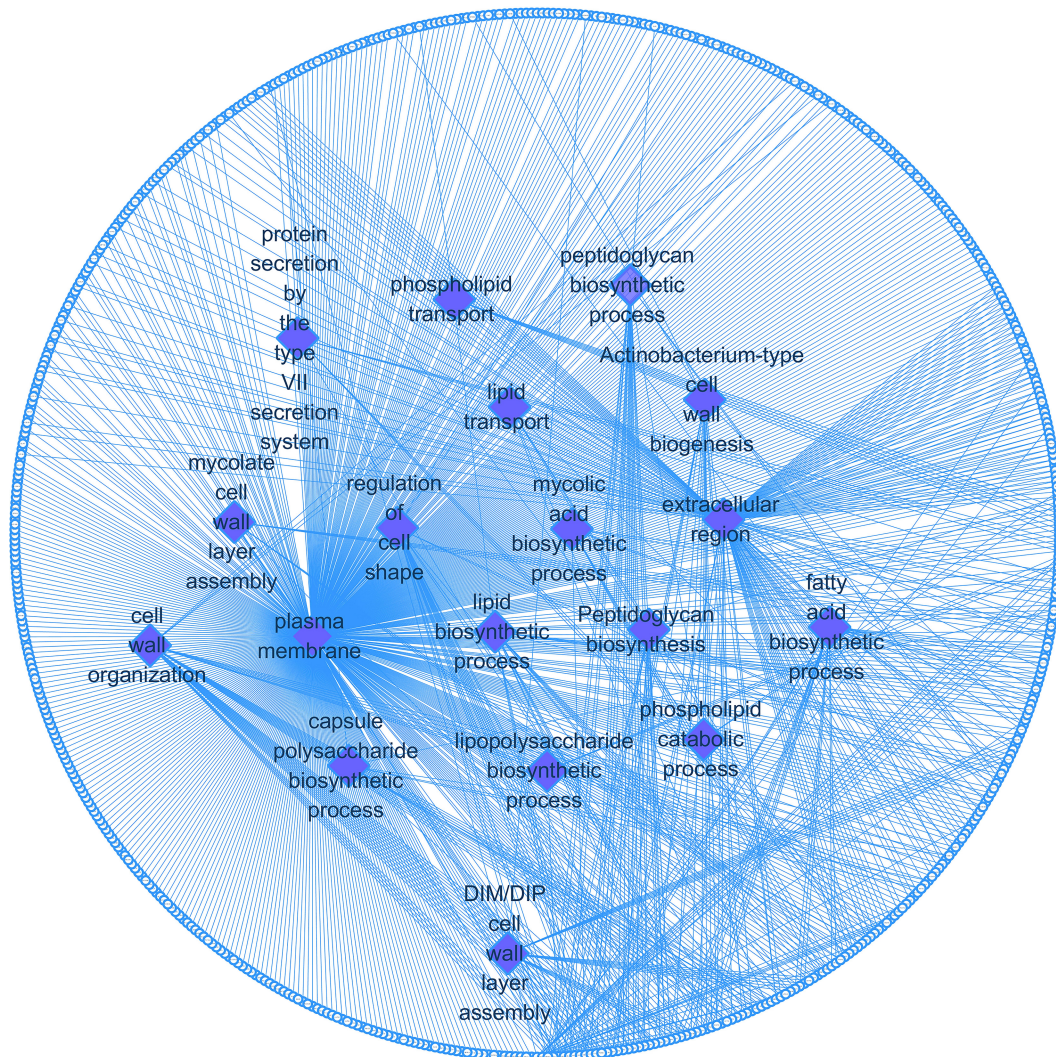 protein
secretion
by
the
type
VII
secretion
system
phospholipid
transport
peptidoglycan
biosynthetic
process
Actinobacterium-type
cell
wall
biogenesis
lipid
transport
mycolate
cell
wall
layer
assembly
regulation
of
cell
shape
mycolic
acid
biosynthetic
process
extracellular
region
cell
wall
organization
plasma
membrane
lipid
biosynthetic
process
Peptidoglycan
biosynthesis
fatty
acid
biosynthetic
process
capsule
polysaccharide
biosynthetic
process
lipopolysaccharide
biosynthetic
process
phospholipid
catabolic
process
DIM/DIP
cell
wall
layer
assembly